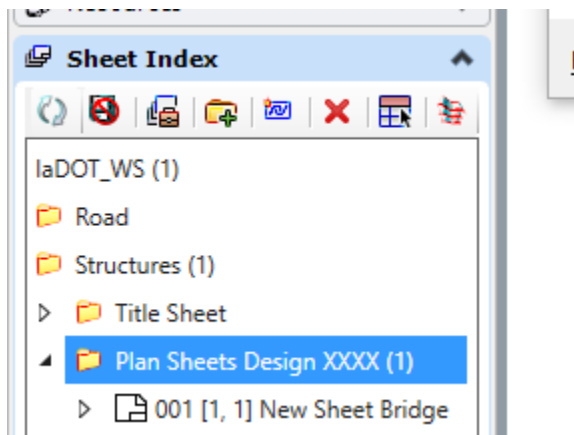 Sheet Index
IaDOT_WS (1)
Road
Structures (1)
Title Sheet
Plan Sheets Design XXXX (1)
001 [1, 1] New Sheet Bridge